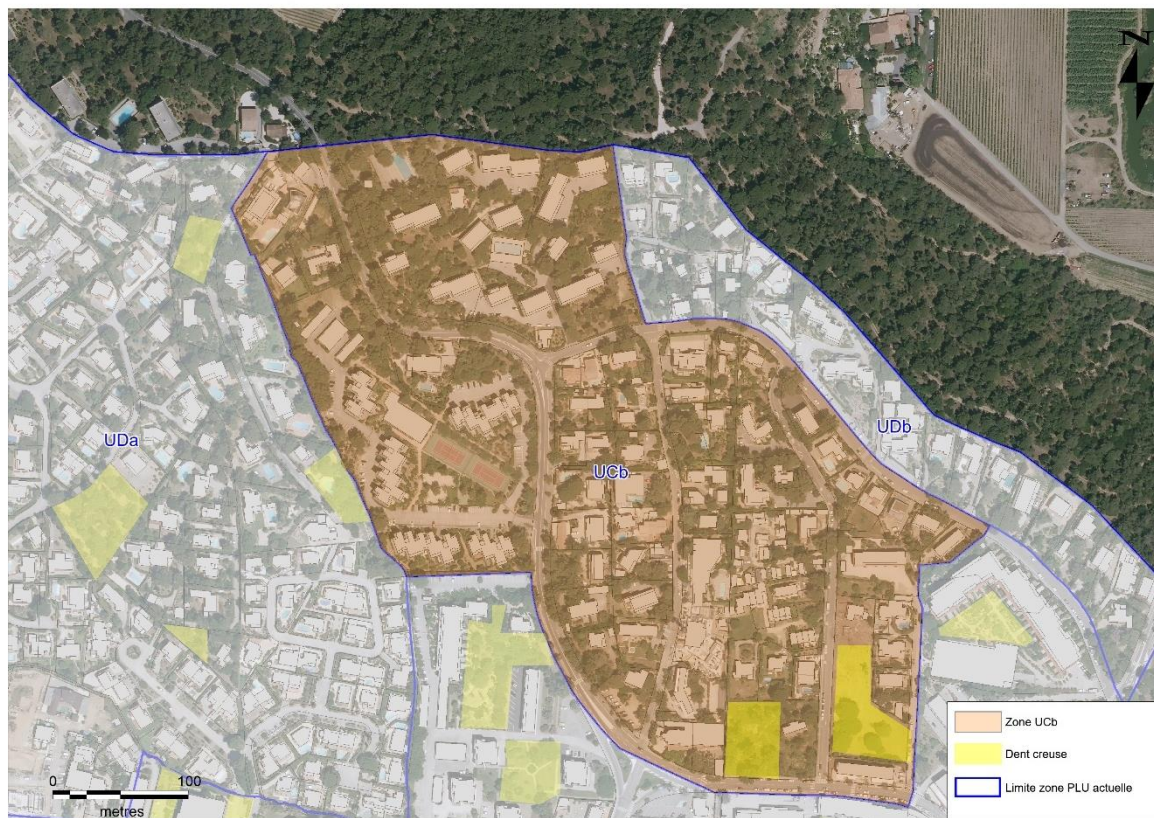 N
UDa
UCb
UDb
0 100
metres
Zone UCb
Dent creuse
Limite zone PLU actuelle